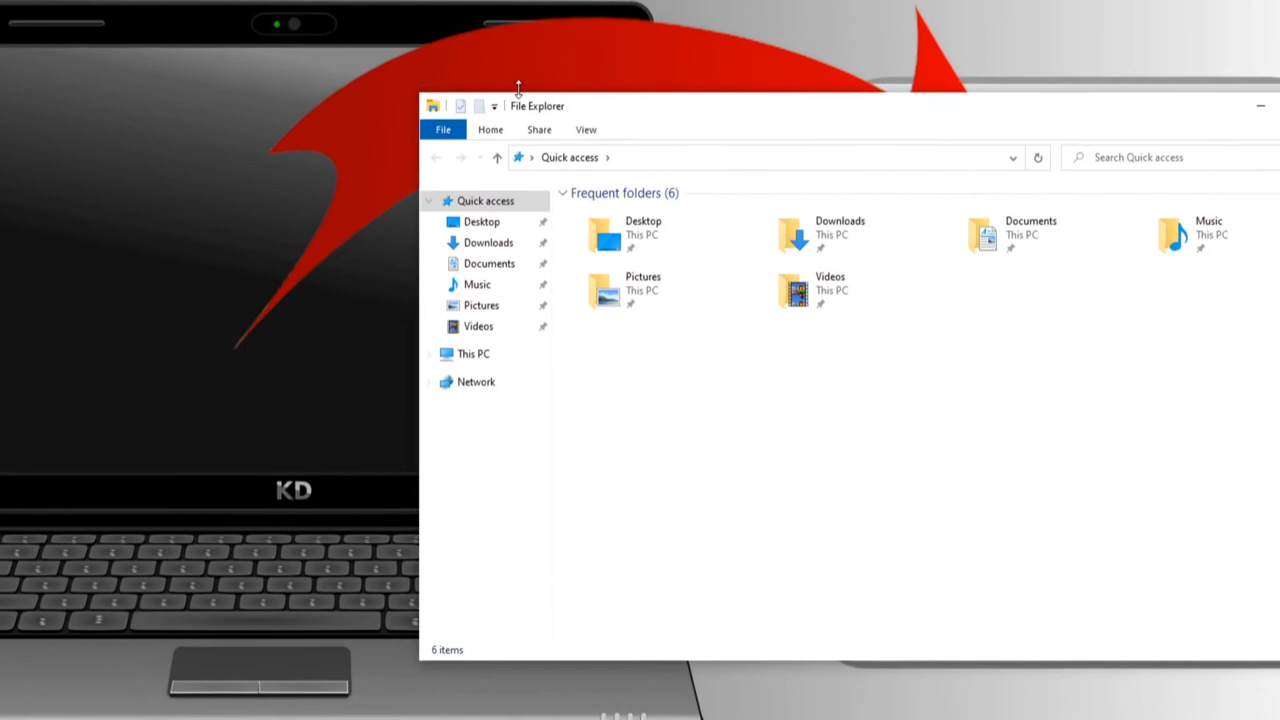 File Explorer
File Home Share View
Quick access
Search Quick access
Quick access
Desktop
Downloads
Documents
Music
Pictures
Videos
This PC
Network
Frequent folders (6)
Desktop
This PC
Downloads
This PC
Documents
This PC
Music
This PC
Pictures
This PC
Videos
This PC
6 items
KD